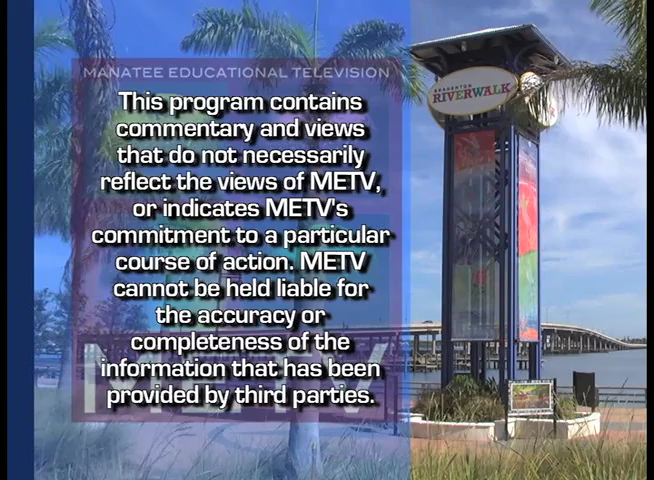 MANATEE EDUCATIONAL TELEVISION
This program contains
commentary and views
that do not necessarily
reflect the views of METV,
or indicates METV's
commitment to a particular
course of action. METV
cannot be held liable for
the accuracy or
completeness of the
information that has been
provided by third parties.
METV
BRADENTON
RIVERWALK